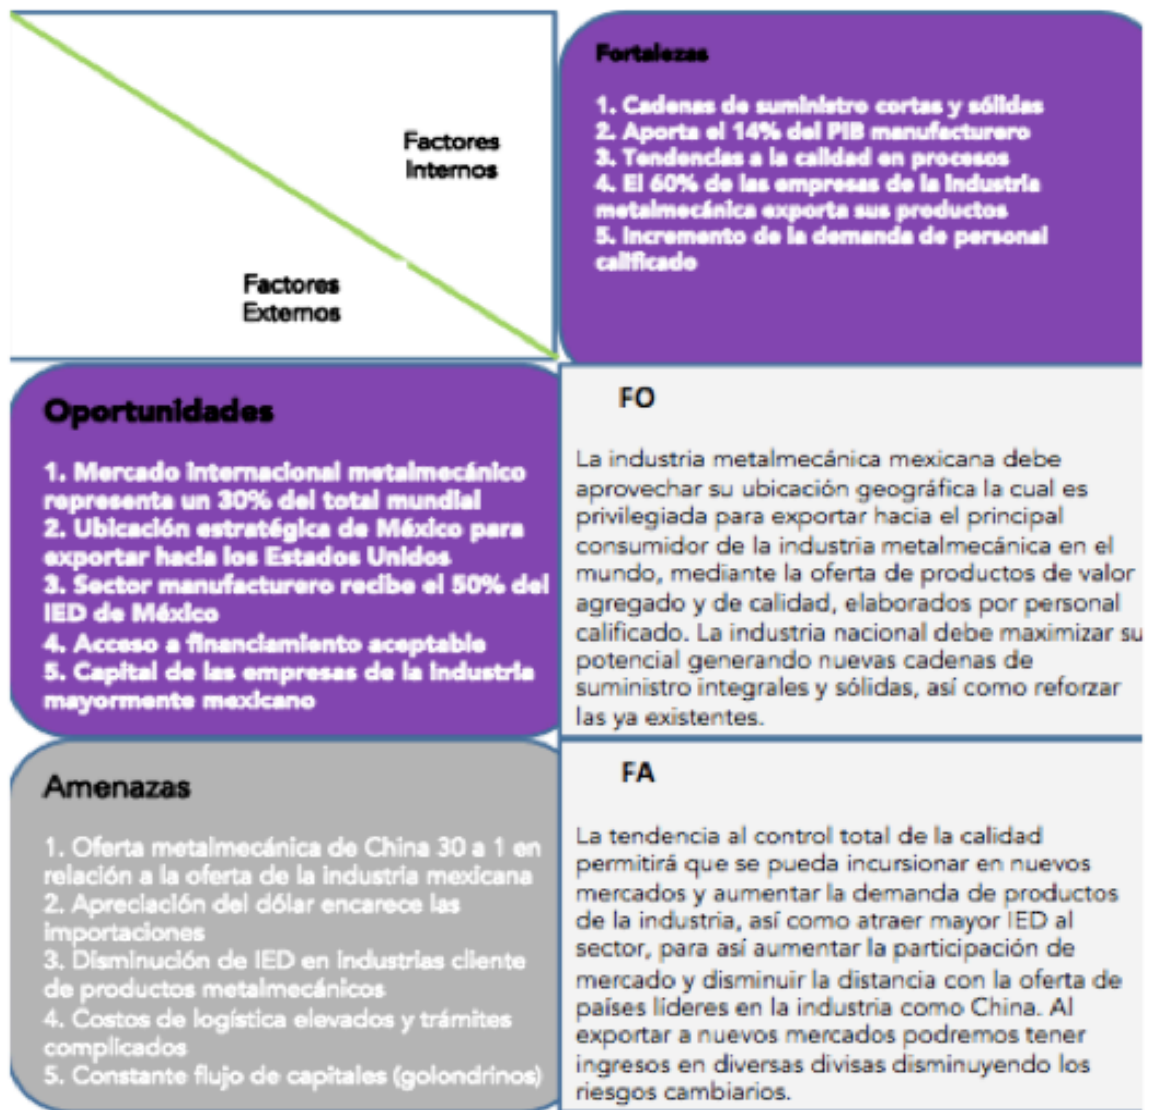 Factores
Internos
Factores
Externos
Fortalezas
1. Cadenas de suministro cortas y sólidas
2. Aporta el 14% del PIB manufacturero
3. Tendencias a la calidad en procesos
4. El 60% de las empresas de la industria
metalmecánica exporta sus productos
5. Incremento de la demanda de personal
calificado
Oportunidades
1. Mercado internacional metalmecánico
representa un 30% del total mundial
2. Ubicación estratégica de México para
exportar hacia los Estados Unidos
3. Sector manufacturero recibe el 50% del
IED de México
4. Acceso a financiamiento aceptable
5. Capital de las empresas de la industria
mayormente mexicano
FO
La industria metalmecánica mexicana debe
aprovechar su ubicación geográfica la cual es
privilegiada para exportar hacia el principal
consumidor de la industria metalmecánica en el
mundo, mediante la oferta de productos de valor
agregado y de calidad, elaborados por personal
calificado. La industria nacional debe maximizar su
potencial generando nuevas cadenas de
suministro integrales y sólidas, así como reforzar
las ya existentes.
Amenazas
1. Oferta metalmecánica de China 30 a 1 en
relación a la oferta de la industria mexicana
2. Apreciación del dólar encarece las
importaciones
3. Disminución de IED en industrias cliente
de productos metalmecánicos
4. Costos de logística elevados y trámites
complicados
5. Constante flujo de capitales (golondrinos)
FA
La tendencia al control total de la calidad
permitirá que se pueda incursionar en nuevos
mercados y aumentar la demanda de productos
de la industria, así como atraer mayor IED al
sector, para así aumentar la participación de
mercado y disminuir la distancia con la oferta de
países líderes en la industria como China. Al
exportar a nuevos mercados podremos tener
ingresos en diversas divisas disminuyendo los
riesgos cambiarios.